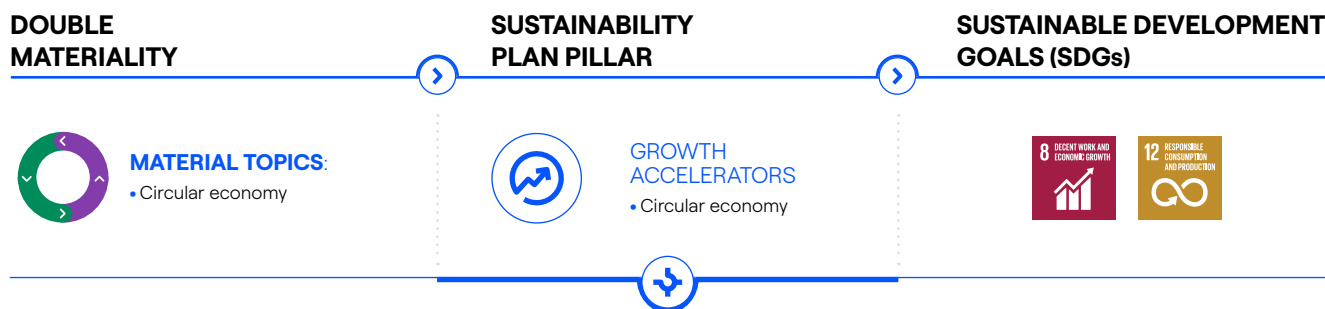 DOUBLE
MATERIALITY
SUSTAINABILITY
PLAN PILLAR
SUSTAINABLE DEVELOPMENT
GOALS (SDGs)
MATERIAL TOPICS:
• Circular economy
GROWTH
ACCELERATORS
• Circular economy
8 DECENT WORK AND
ECONOMIC GROWTH
12 RESPONSIBLE
CONSUMPTION
AND PRODUCTION